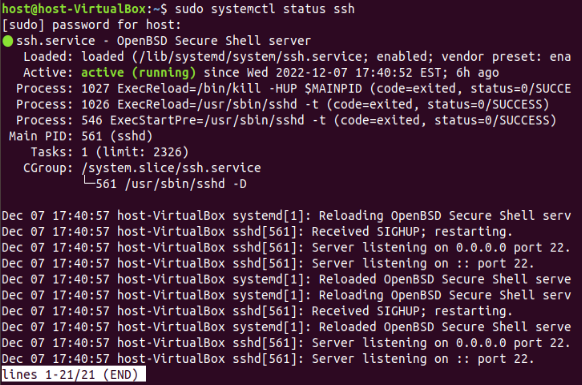 host@host-VirtualBox:~$ sudo systemctl status ssh
[sudo] password for host:
● ssh.service - OpenBSD Secure Shell server
   Loaded: loaded (/lib/systemd/system/ssh.service; enabled; vendor preset: ena
   Active: active (running) since Wed 2022-12-07 17:40:52 EST; 6h ago
  Process: 1027 ExecReload=/bin/kill -HUP $MAINPID (code=exited, status=0/SUCCE
  Process: 1026 ExecReload=/usr/sbin/sshd -t (code=exited, status=0/SUCCESS)
  Process: 546 ExecStartPre=/usr/sbin/sshd -t (code=exited, status=0/SUCCESS)
 Main PID: 561 (sshd)
    Tasks: 1 (limit: 2326)
   CGroup: /system.slice/ssh.service
           └─561 /usr/sbin/sshd -D
Dec 07 17:40:57 host-VirtualBox systemd[1]: Reloading OpenBSD Secure Shell serv
Dec 07 17:40:57 host-VirtualBox sshd[561]: Received SIGHUP; restarting.
Dec 07 17:40:57 host-VirtualBox sshd[561]: Server listening on 0.0.0.0 port 22.
Dec 07 17:40:57 host-VirtualBox sshd[561]: Server listening on :: port 22.
Dec 07 17:40:57 host-VirtualBox systemd[1]: Reloaded OpenBSD Secure Shell serve
Dec 07 17:40:57 host-VirtualBox systemd[1]: Reloading OpenBSD Secure Shell serv
Dec 07 17:40:57 host-VirtualBox sshd[561]: Received SIGHUP; restarting.
Dec 07 17:40:57 host-VirtualBox systemd[1]: Reloaded OpenBSD Secure Shell serve
Dec 07 17:40:57 host-VirtualBox sshd[561]: Server listening on 0.0.0.0 port 22.
Dec 07 17:40:57 host-VirtualBox sshd[561]: Server listening on :: port 22.
lines 1-21/21 (END)